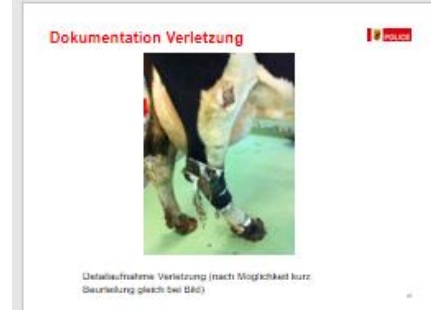 Dokumentation Verletzung
POLICE
Detailaufnahme Verletzung (nach Möglichkeit kurz
Beurteilung gleich bei Bild)